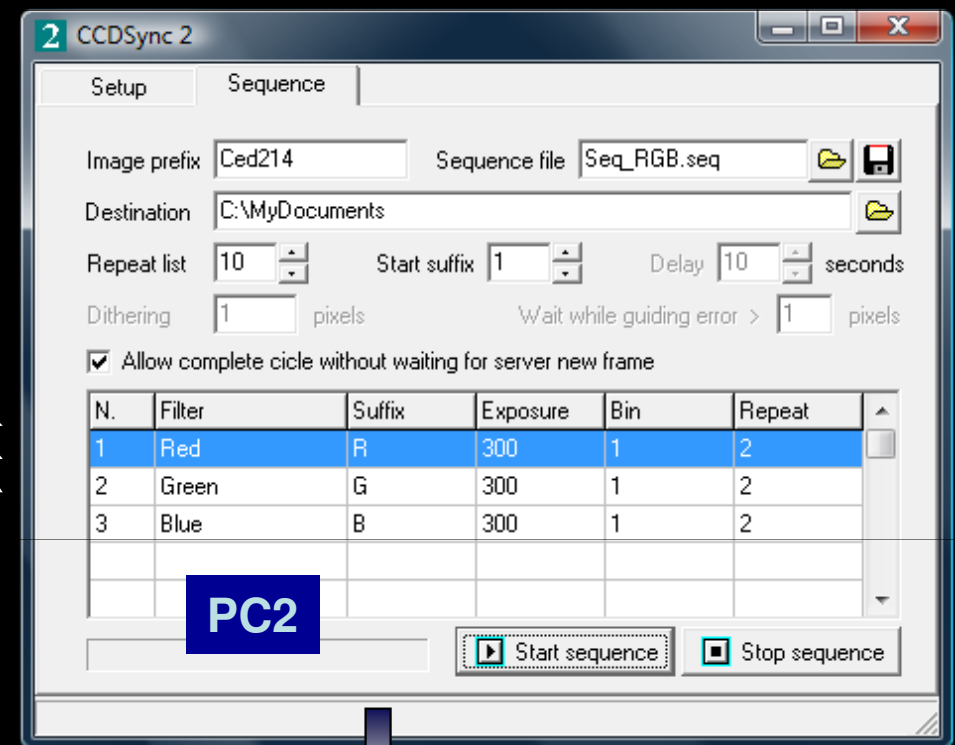 2 CCDSync 2
Setup Sequence
Image prefix Ced214 Sequence file Seq_RGB.seq
Destination C:\MyDocuments
Repeat list 10 Start suffix 1 Delay 10 seconds
Dithering 1 pixels Wait while guiding error > 1 pixels
Allow complete cicle without waiting for server new frame
N. Filter Suffix Exposure Bin Repeat
1 Red R 300 1 2
2 Green G 300 1 2
3 Blue B 300 1 2
PC2
Start sequence Stop sequence